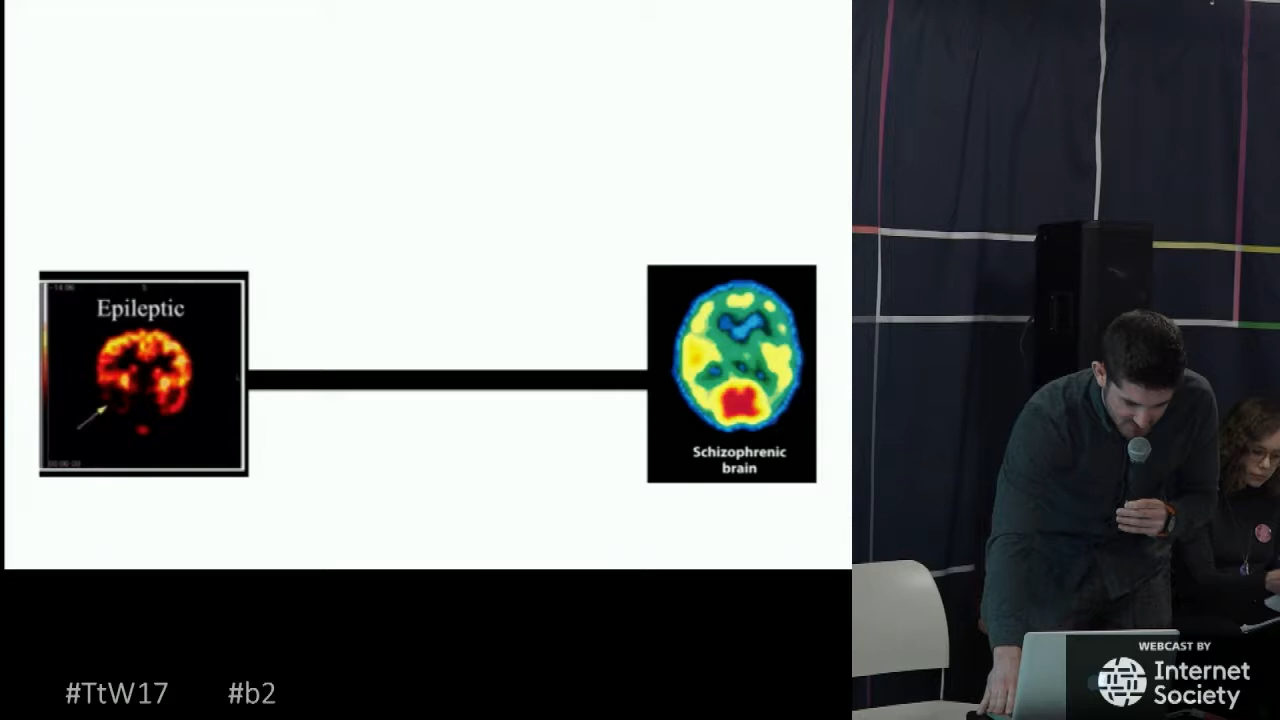 Epileptic
Schizophrenic
brain
#TtW17 #b2
WEBCAST BY
Internet
Society